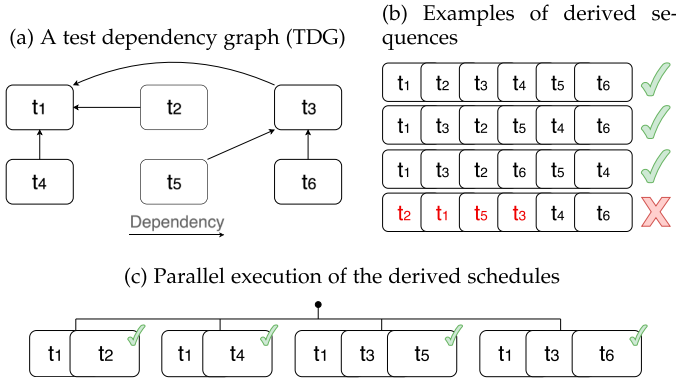 (a) A test dependency graph (TDG)
t1 t2 t3
t4 t5 t6
Dependency
(b) Examples of derived se-
quences
t1 t2 t3 t4 t5 t6
t1 t3 t2 t5 t4 t6
t1 t3 t2 t6 t5 t4
t2 t1 t5 t3 t4 t6
(c) Parallel execution of the derived schedules
t1 t2 t1 t4 t1 t3 t5 t1 t3 t6